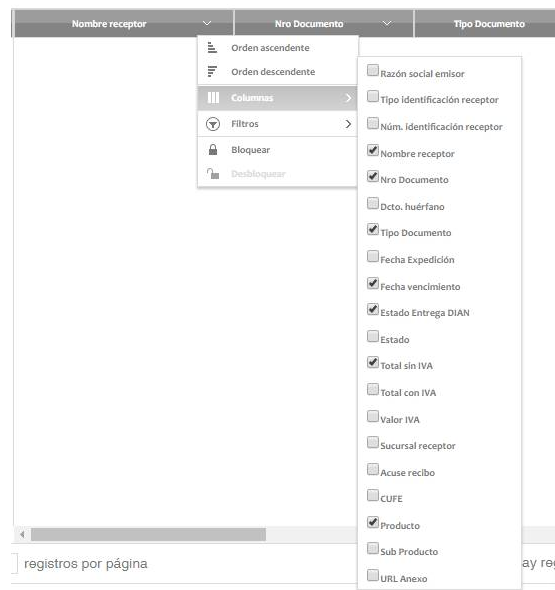 Nombre receptor
Nro Documento
Tipo Documento
Orden ascendente
Orden descendente
Columnas
Filtros
Bloquear
Desbloquear
Razón social emisor
Tipo identificación receptor
Núm. identificación receptor
Nombre receptor
Nro Documento
Dcto. huérfano
Tipo Documento
Fecha Expedición
Fecha vencimiento
Estado Entrega DIAN
Estado
Total sin IVA
Total con IVA
Valor IVA
Sucursal receptor
Acuse recibo
CUFE
Producto
Sub Producto
URL Anexo
registros por página
ay reg